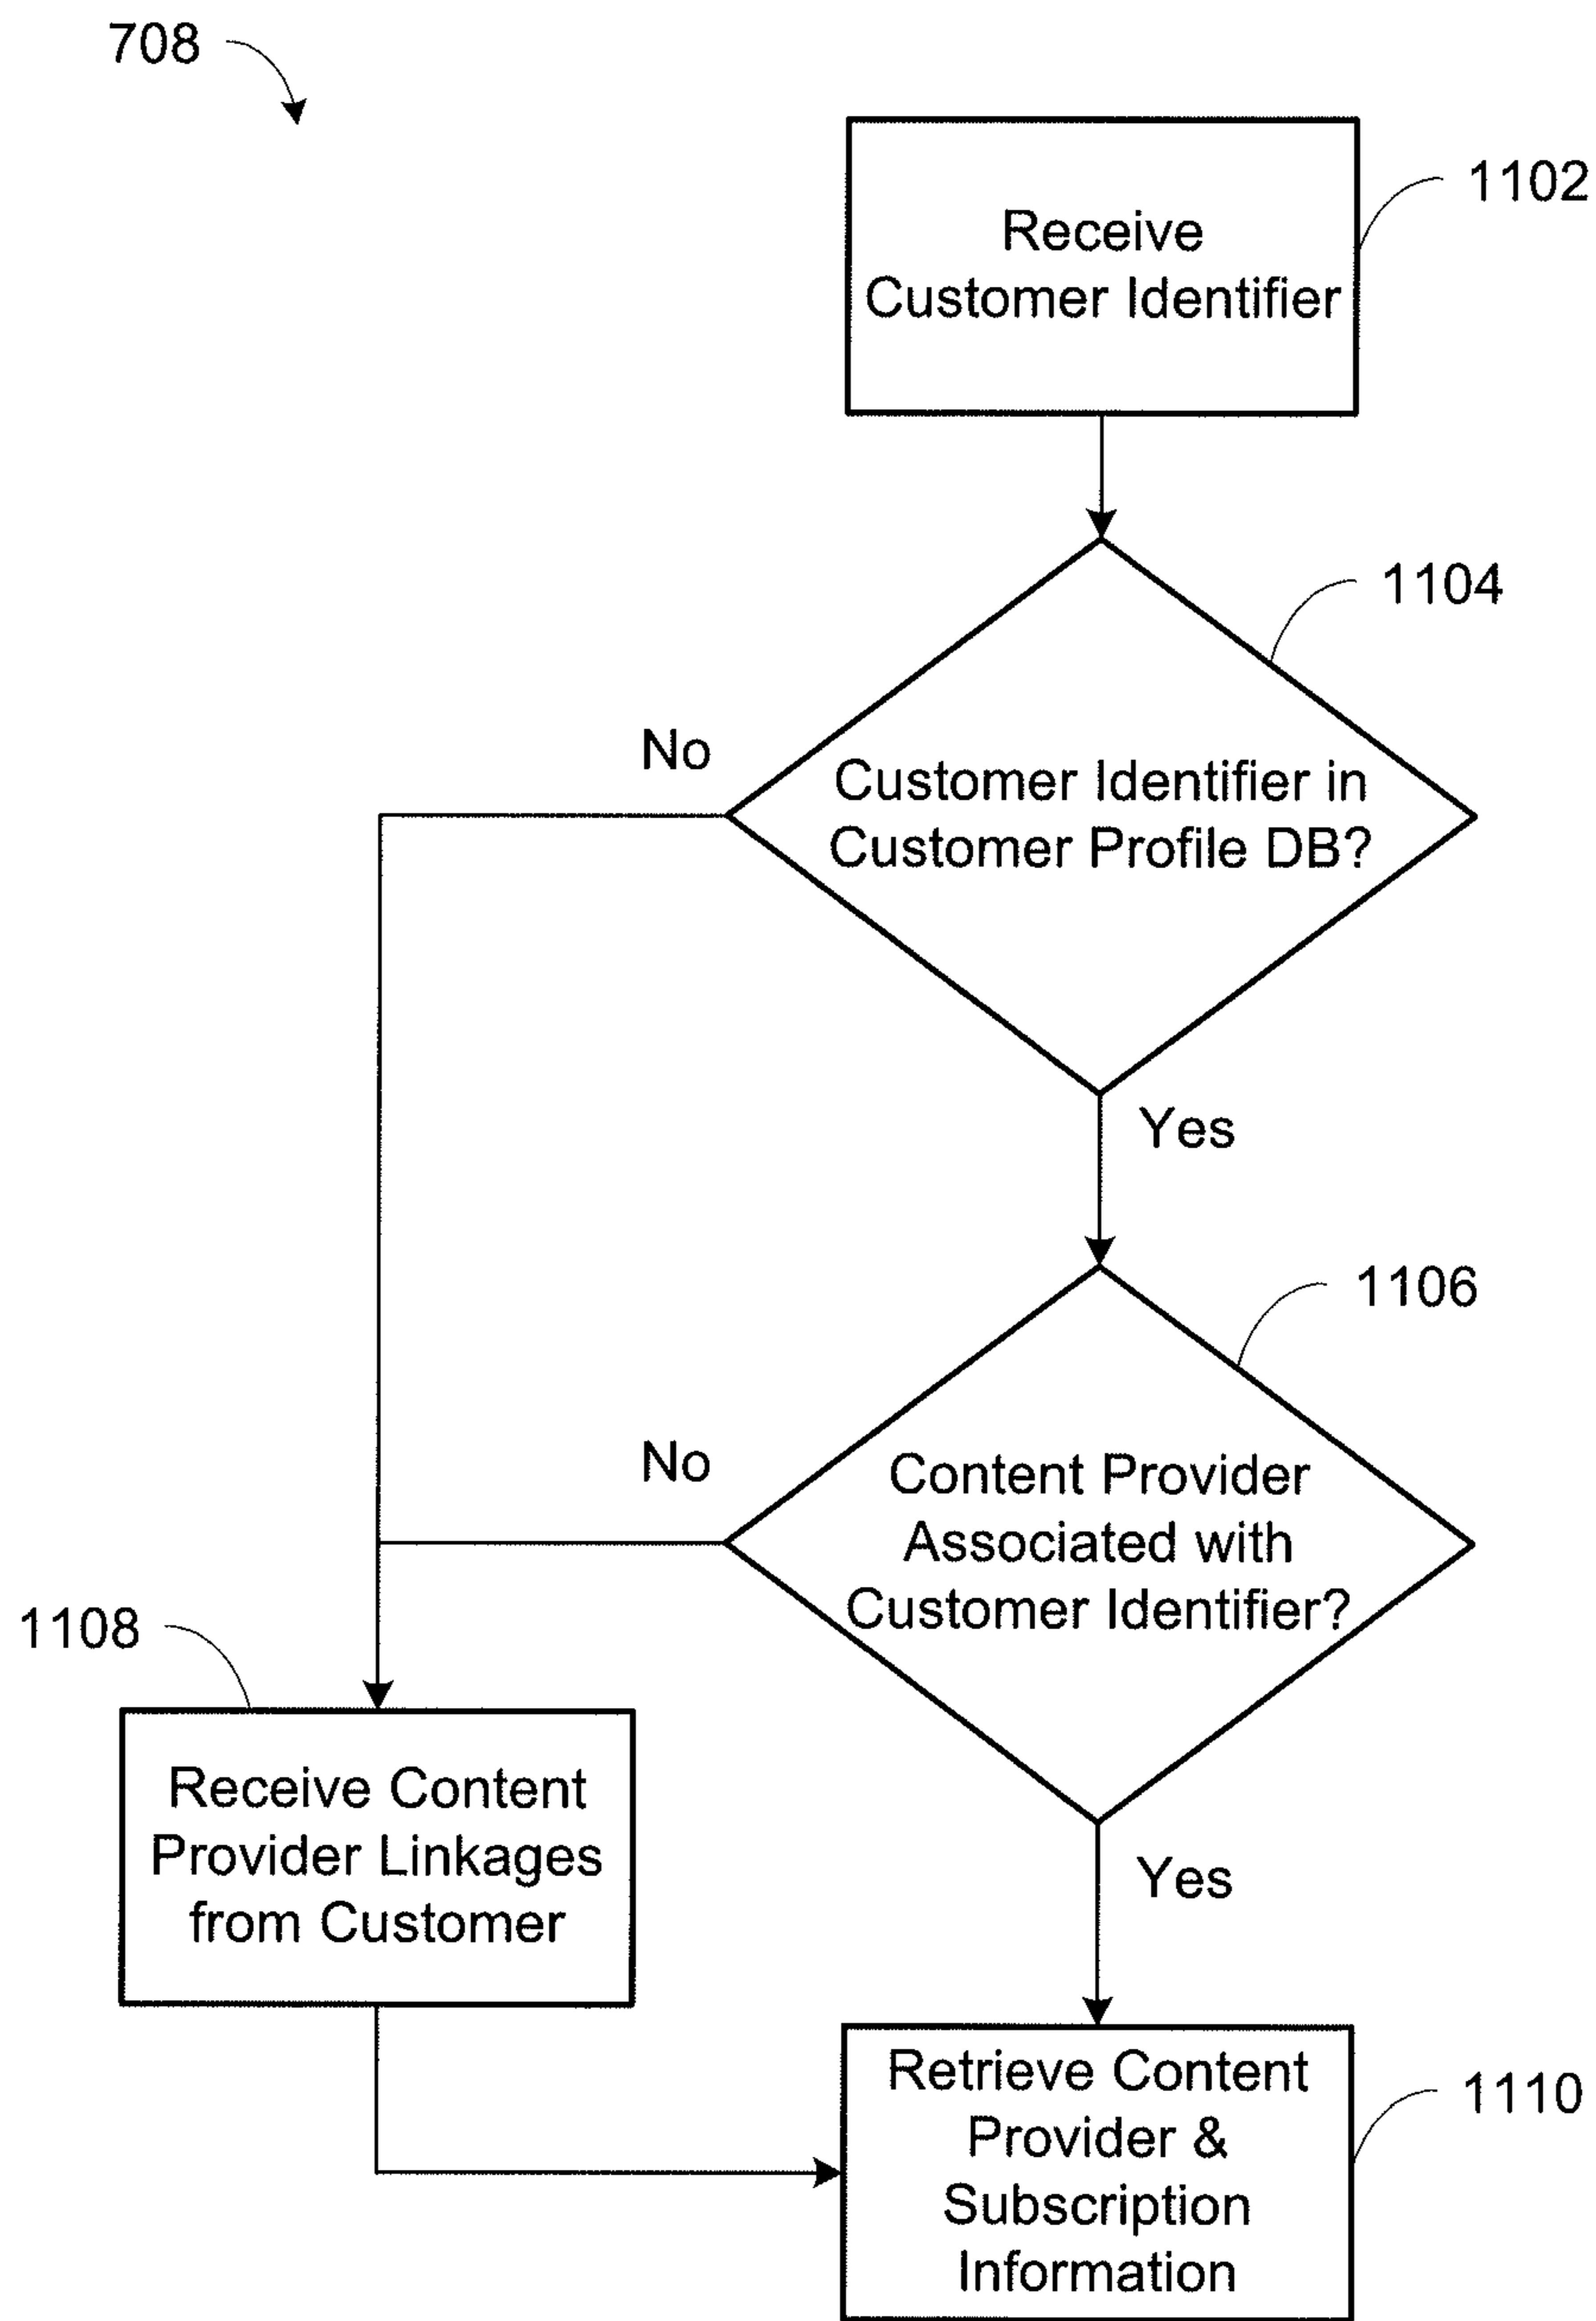 708
Receive
Customer Identifier
1102
1104
No
Customer Identifier in
Customer Profile DB?
Yes
1106
No
Content Provider
Associated with
Customer Identifier?
1108
Receive Content
Provider Linkages
from Customer
Yes
Retrieve Content
Provider &
Subscription
Information
1110